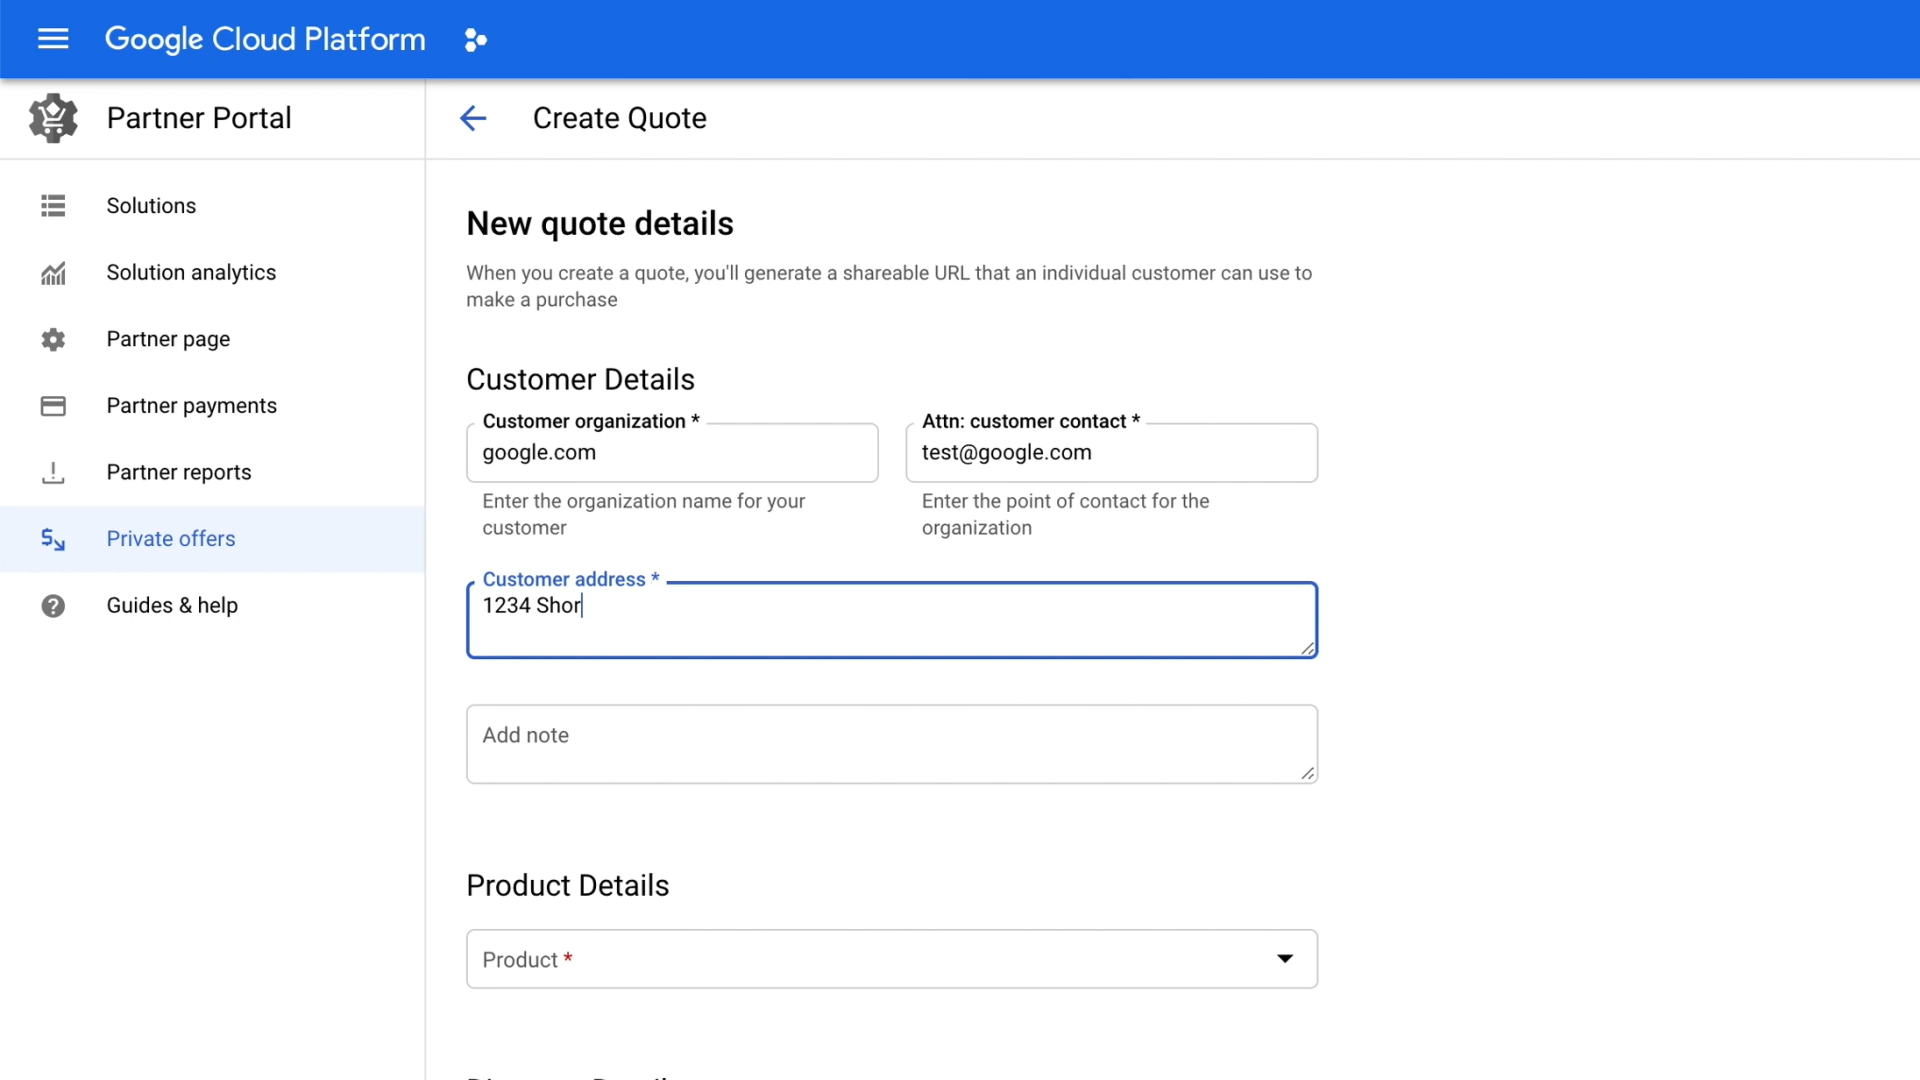 Google Cloud Platform
Partner Portal
Create Quote
Solutions
Solution analytics
Partner page
Partner payments
Partner reports
Private offers
Guides & help
New quote details
When you create a quote, you'll generate a shareable URL that an individual customer can use to
make a purchase
Customer Details
Customer organization *
google.com
Enter the organization name for your
customer
Attn: customer contact *
test@google.com
Enter the point of contact for the
organization
Customer address *
1234 Shor
Add note
Product Details
Product *